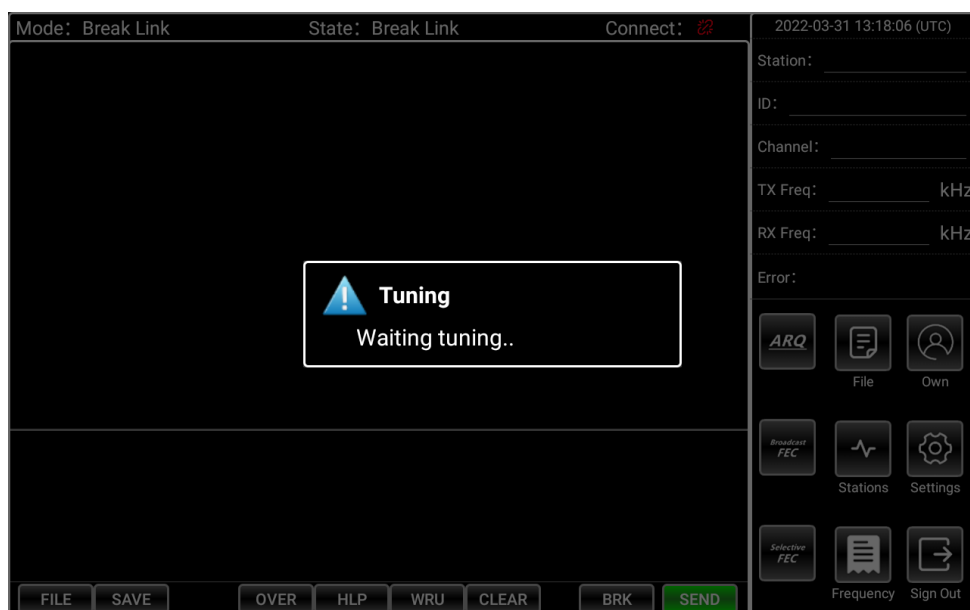 Mode: Break Link State: Break Link Connect:
2022-03-31 13:18:06 (UTC)
Station:
ID:
Channel:
TX Freq: kHz
RX Freq: kHz
Error:
Tuning
Waiting tuning..
ARQ
File
Own
Broadcast
FEC
Stations
Settings
Selective
FEC
Frequency
Sign Out
FILE SAVE OVER HLP WRU CLEAR BRK SEND